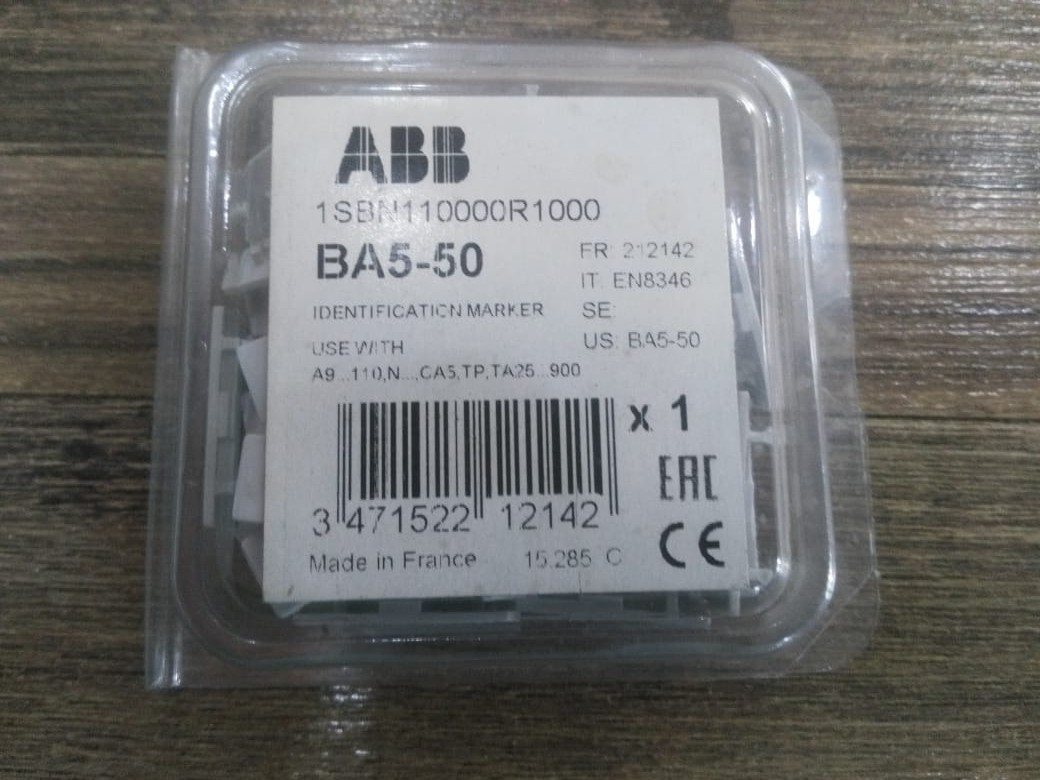 ABB
1SBN110000R1000
BA5-50
FR: 212142
IT: EN8346
IDENTIFICATION MARKER
SE:
USE WITH
US: BA5-50
A9...110,N...,CA5,TP,TA25...900
x 1
EAC
3 471522 12142
CE
Made in France 15.285 C